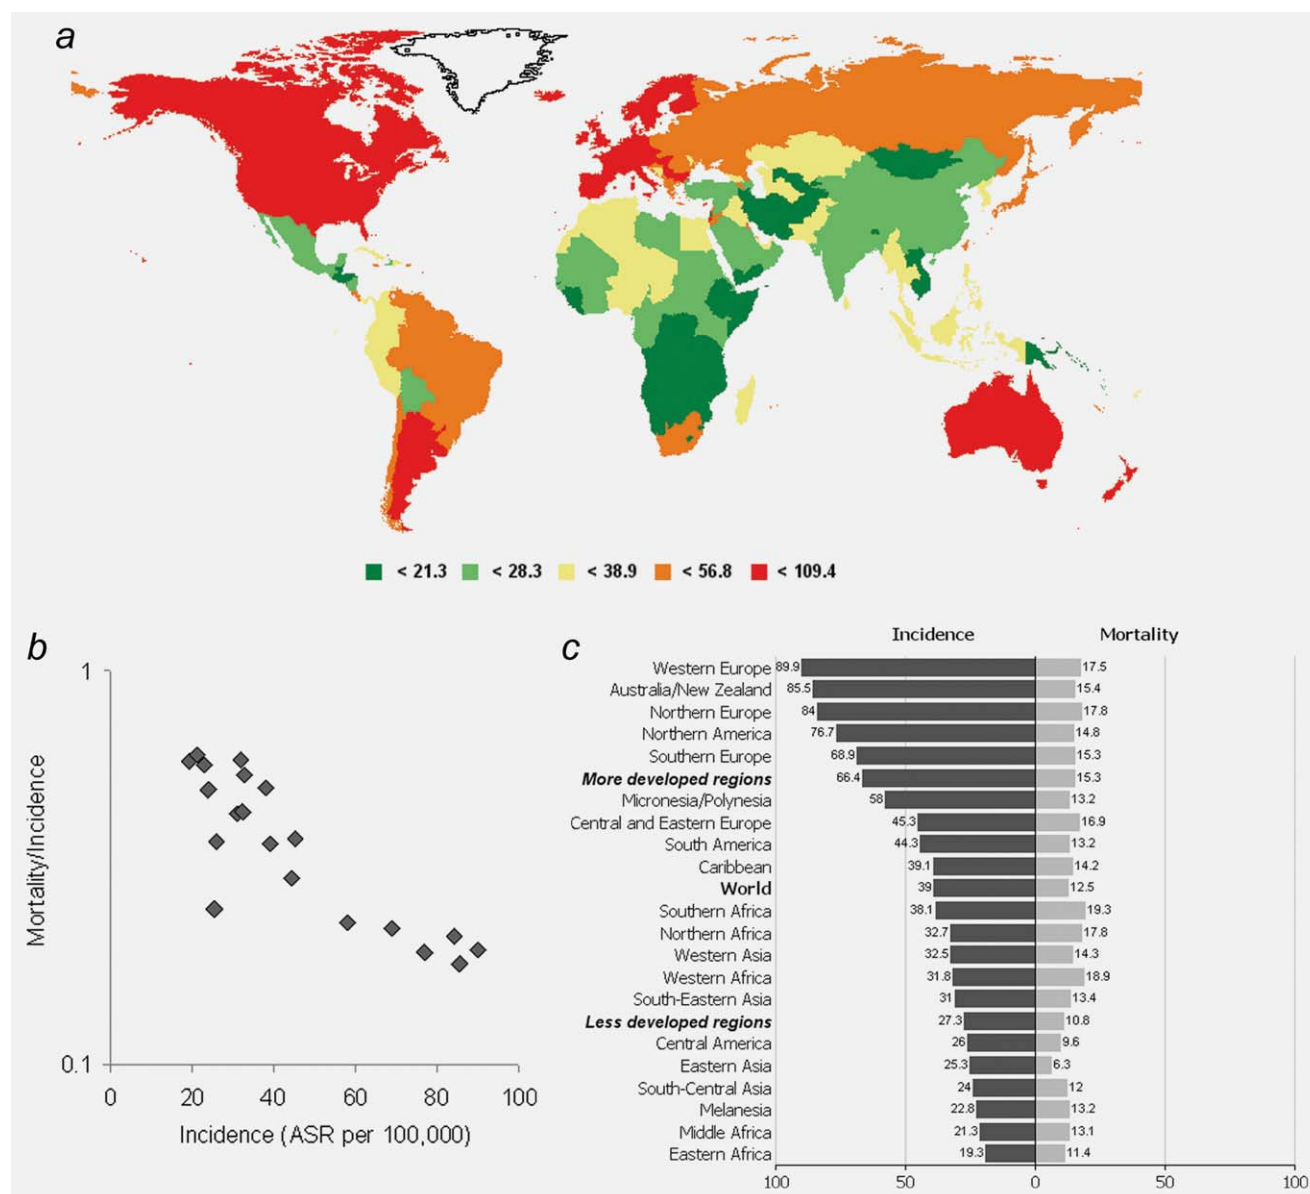 a
< 21.3 < 28.3 < 38.9 < 56.8 < 109.4
b
1
0.1
Mortality/Incidence
0 20 40 60 80 100
Incidence (ASR per 100,000)
c
Incidence Mortality
Western Europe 89.9 17.5
Australia/New Zealand 85.5 15.4
Northern Europe 84 17.8
Northern America 76.7 14.8
Southern Europe 68.9 15.3
More developed regions 66.4 15.3
Micronesia/Polynesia 58 13.2
Central and Eastern Europe 45.3 16.9
South America 44.3 13.2
Caribbean 39.1 14.2
World 39 12.5
Southern Africa 38.1 19.3
Northern Africa 32.7 17.8
Western Asia 32.5 14.3
Western Africa 31.8 18.9
South-Eastern Asia 31 13.4
Less developed regions 27.3 10.8
Central America 26 9.6
Eastern Asia 25.3 6.3
South-Central Asia 24 12
Melanesia 22.8 13.2
Middle Africa 21.3 13.1
Eastern Africa 19.3 11.4
100 50 0 50 100